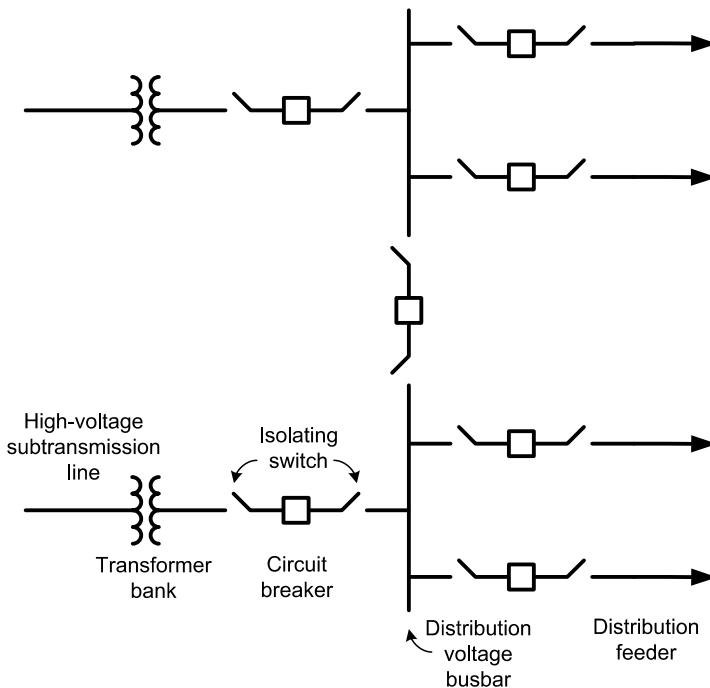 High-voltage
subtransmission
line
Isolating
switch
Transformer
bank
Circuit
breaker
Distribution
voltage
busbar
Distribution
feeder